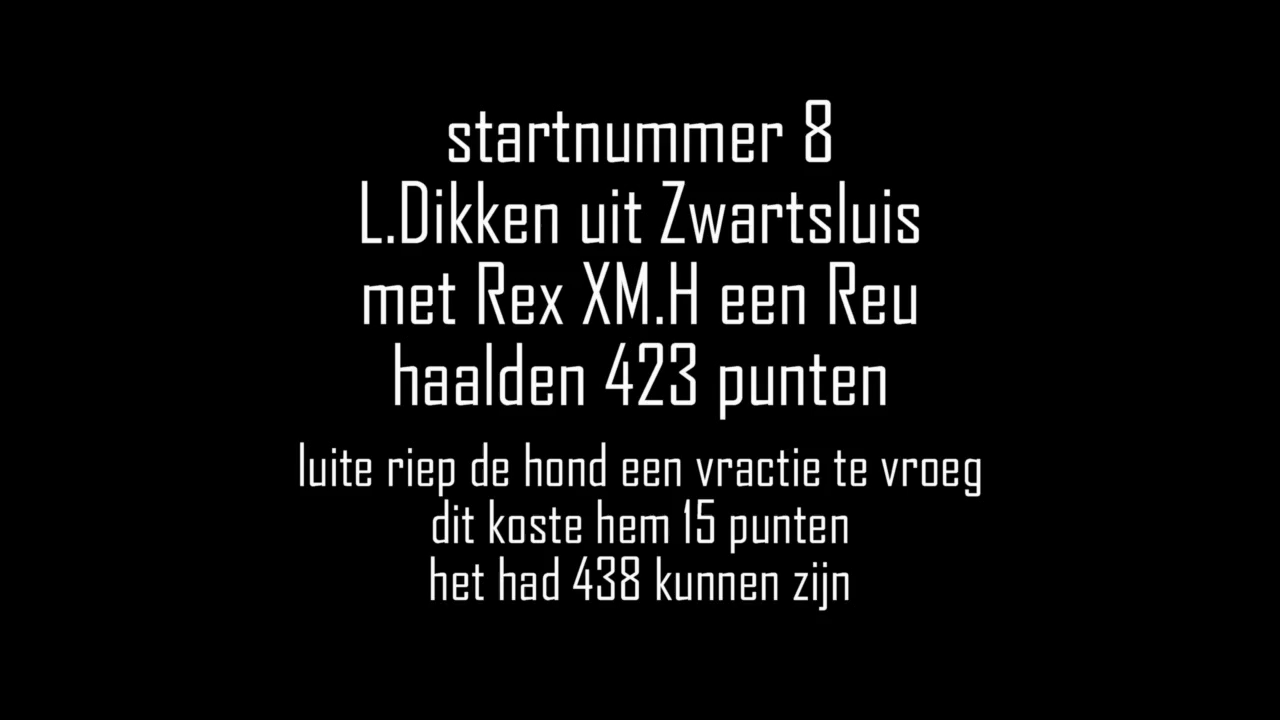 startnummer 8
L.Dikken uit Zwartsluis
met Rex XM.H een Reu
haalden 423 punten
luite riep de hond een vractie te vroeg
dit koste hem 15 punten
het had 438 kunnen zijn